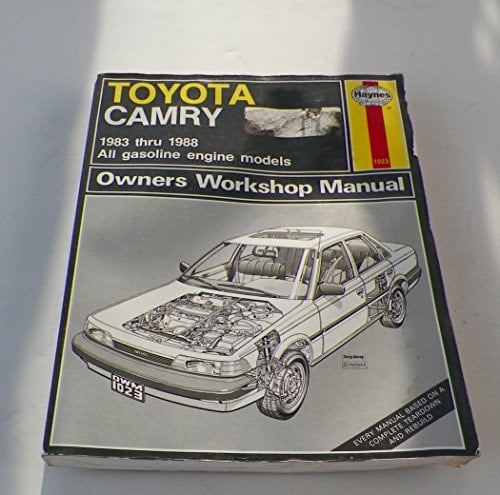 TOYOTA
CAMRY
1983 thru 1988
All gasoline engine models
Haynes
1023
Owners Workshop Manual
DWM
1023
EVERY MANUAL BASED ON A
COMPLETE TEARDOWN
AND REBUILD